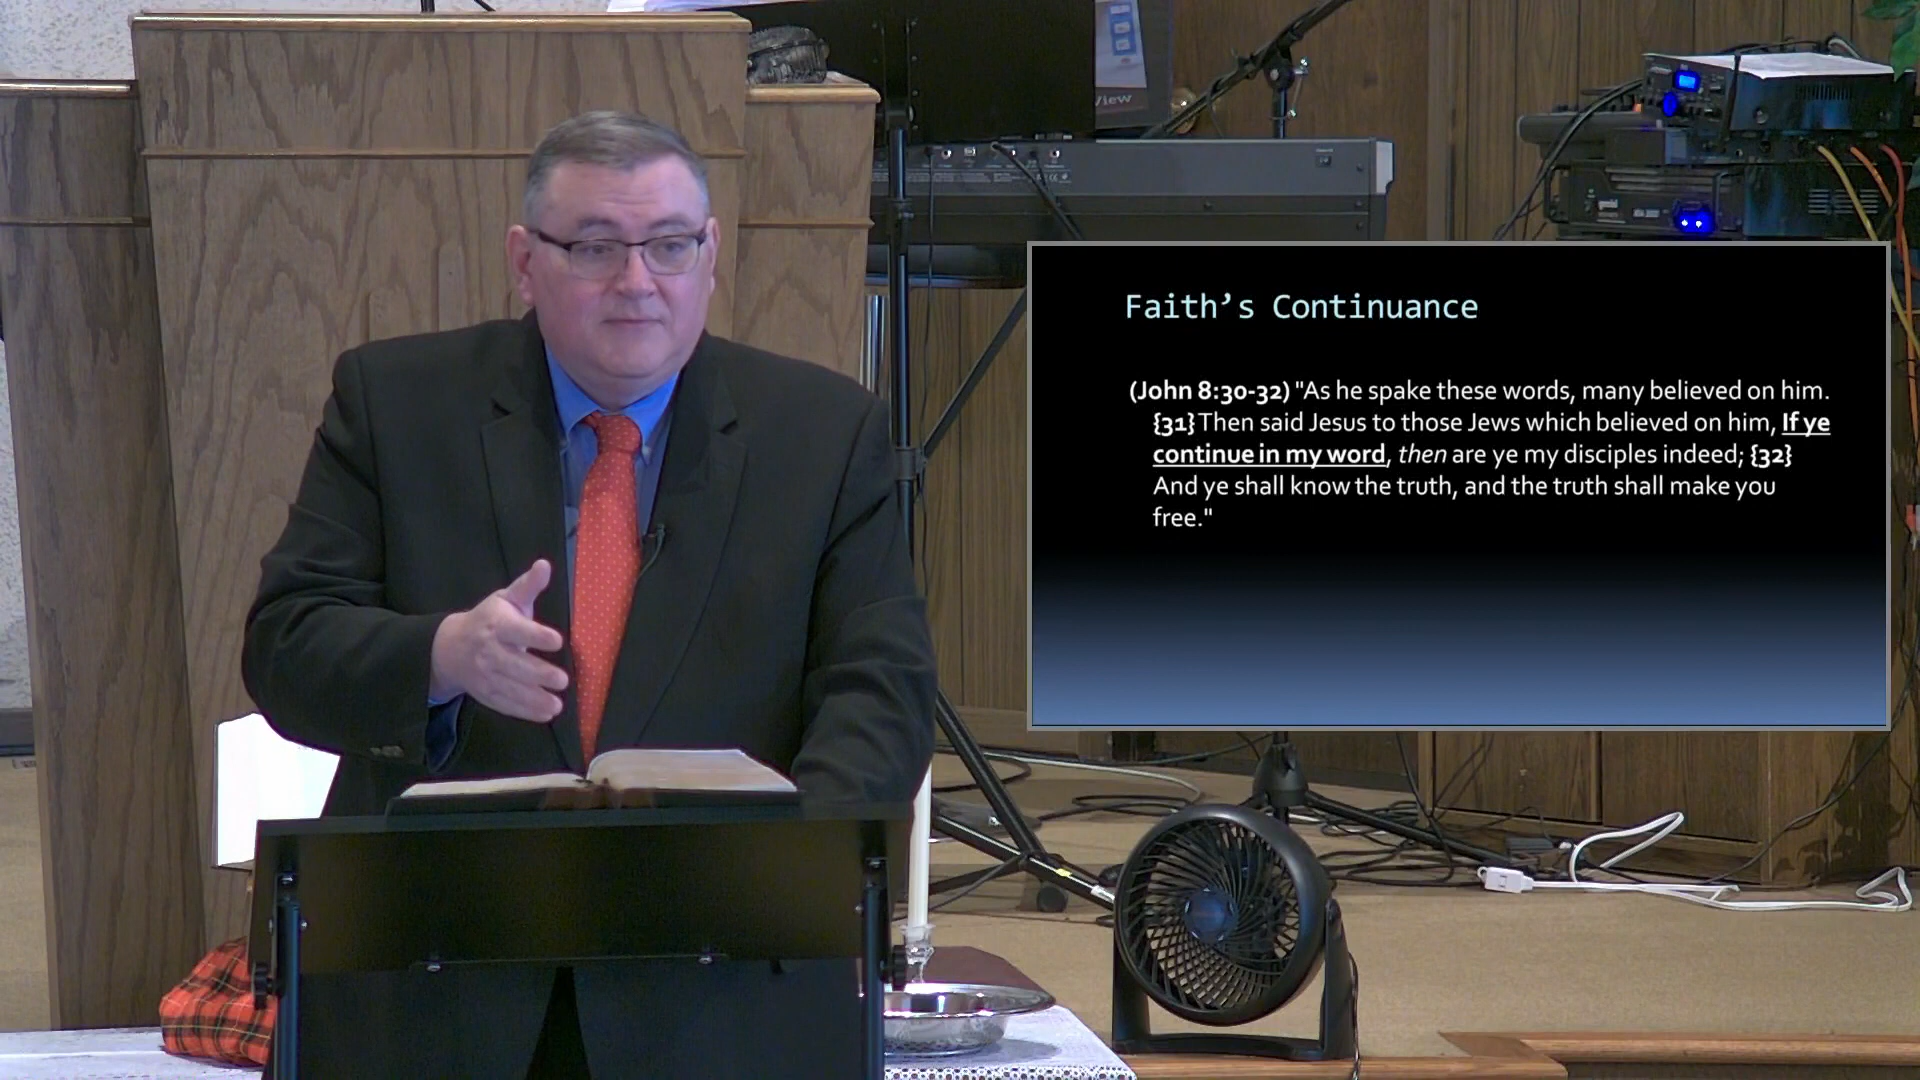 View
Faith’s Continuance
(John 8:30-32) "As he spake these words, many believed on him.
{31} Then said Jesus to those Jews which believed on him, If ye
continue in my word, then are ye my disciples indeed; {32}
And ye shall know the truth, and the truth shall make you
free."